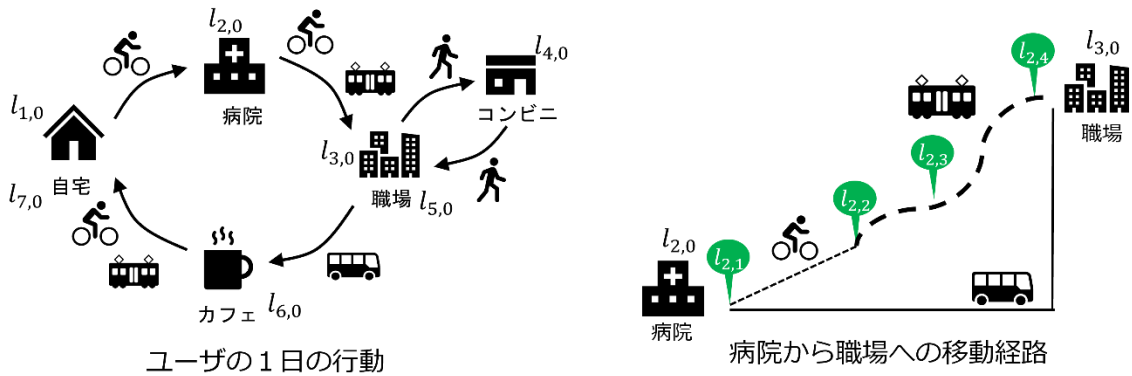 l2,0
病院
l4,0
コンビニ
l1,0
自宅
l7,0
l3,0
職場
l5,0
カフェ
l6,0
ユーザの１日の行動
l2,4
l3,0
職場
l2,3
l2,2
l2,0
l2,1
病院
病院から職場への移動経路